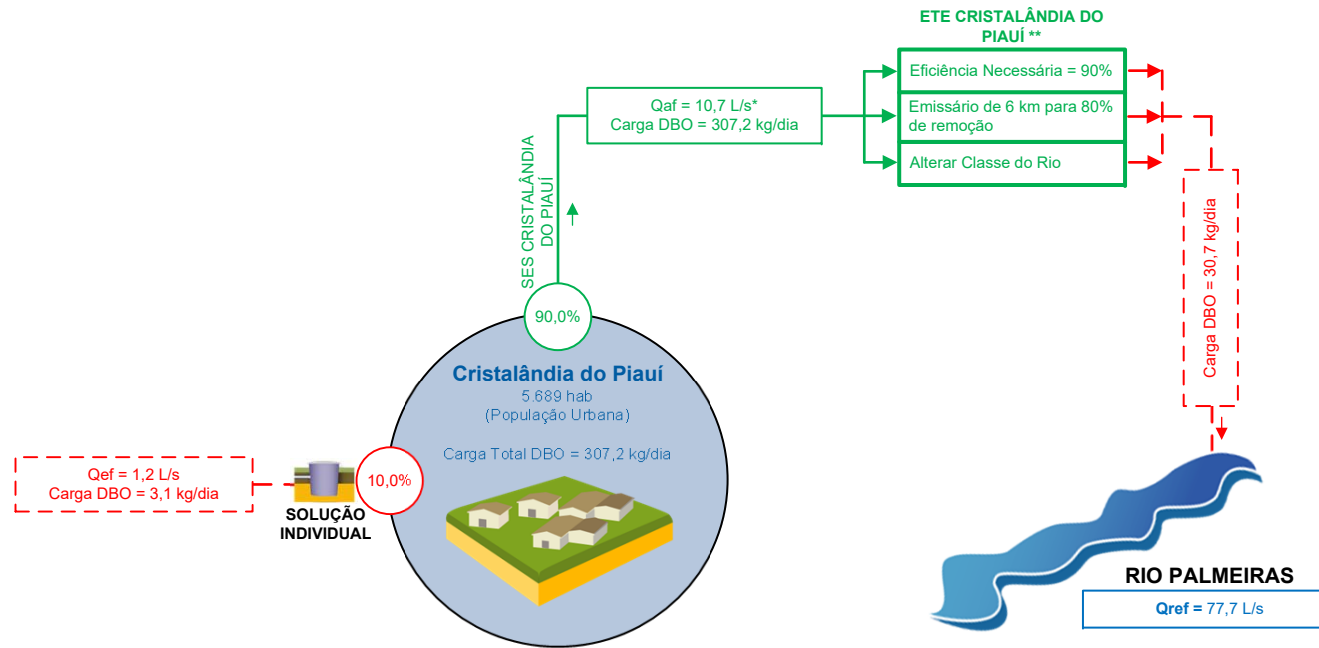 ETE CRISTALÂNDIA DO
PIAUÍ **
Eficiência Necessária = 90%
Emissário de 6 km para 80%
de remoção
Alterar Classe do Rio
Qaf = 10,7 L/s*
Carga DBO = 307,2 kg/dia
SES CRISTALÂNDIA
DO PIAUÍ
Carga DBO = 30,7 kg/dia
90,0%
Cristalândia do Piauí
5.689 hab
(População Urbana)
Carga Total DBO = 307,2 kg/dia
Qef = 1,2 L/s
Carga DBO = 3,1 kg/dia
10,0%
SOLUÇÃO
INDIVIDUAL
RIO PALMEIRAS
Qref = 77,7 L/s